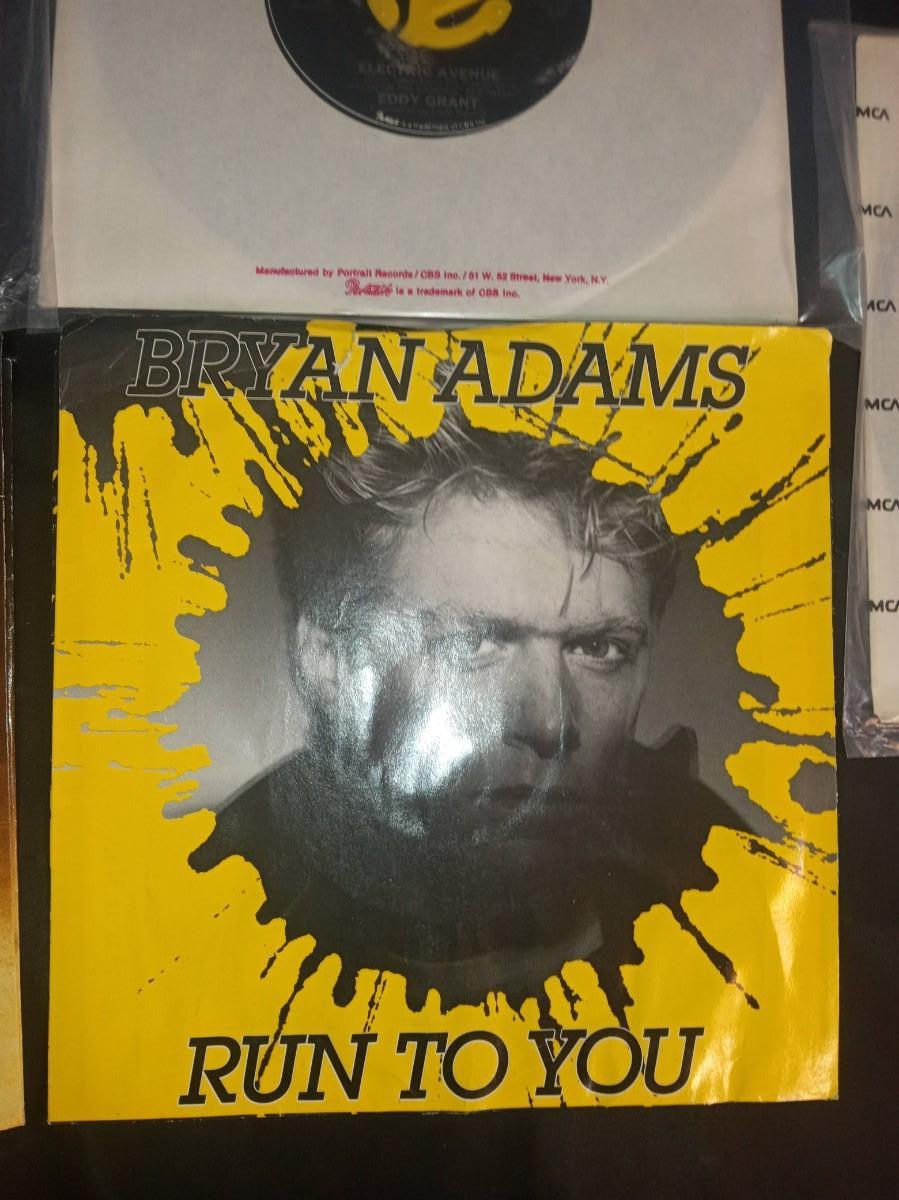 ELECTRIC AVENUE
EDDY GRANT
Manufactured by Portrait Records / CBS Inc. / 51 W. 52 Street, New York, N.Y.
Portrait is a trademark of CBS Inc.
BRYAN ADAMS
RUN TO YOU
MCA
MCA
MCA
MCA
MCA
MCA